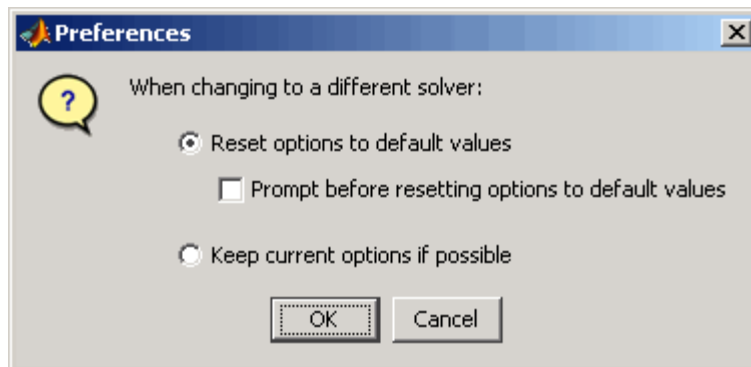 Preferences
?
When changing to a different solver:
Reset options to default values
Prompt before resetting options to default values
Keep current options if possible
OK Cancel